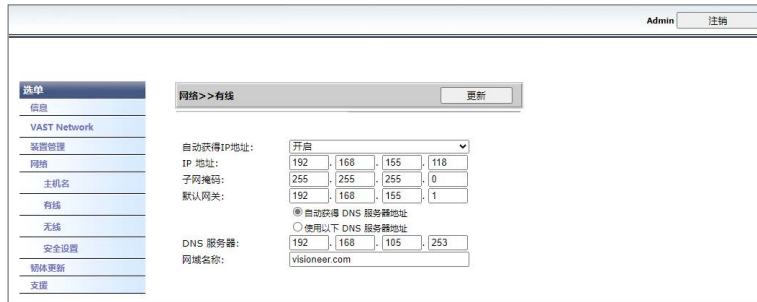 Admin 注销
选单
信息
VAST Network
装置管理
网络
主机名
有线
无线
安全设置
韧体更新
支援
网络>>有线 更新
自动获得IP地址: 开启
IP 地址: 192 . 168 . 155 . 118
子网掩码: 255 . 255 . 255 . 0
默认网关: 192 . 168 . 155 . 1
自动获得 DNS 服务器地址
使用以下 DNS 服务器地址
DNS 服务器: 192 . 168 . 105 . 253
网域名称: visioneer.com